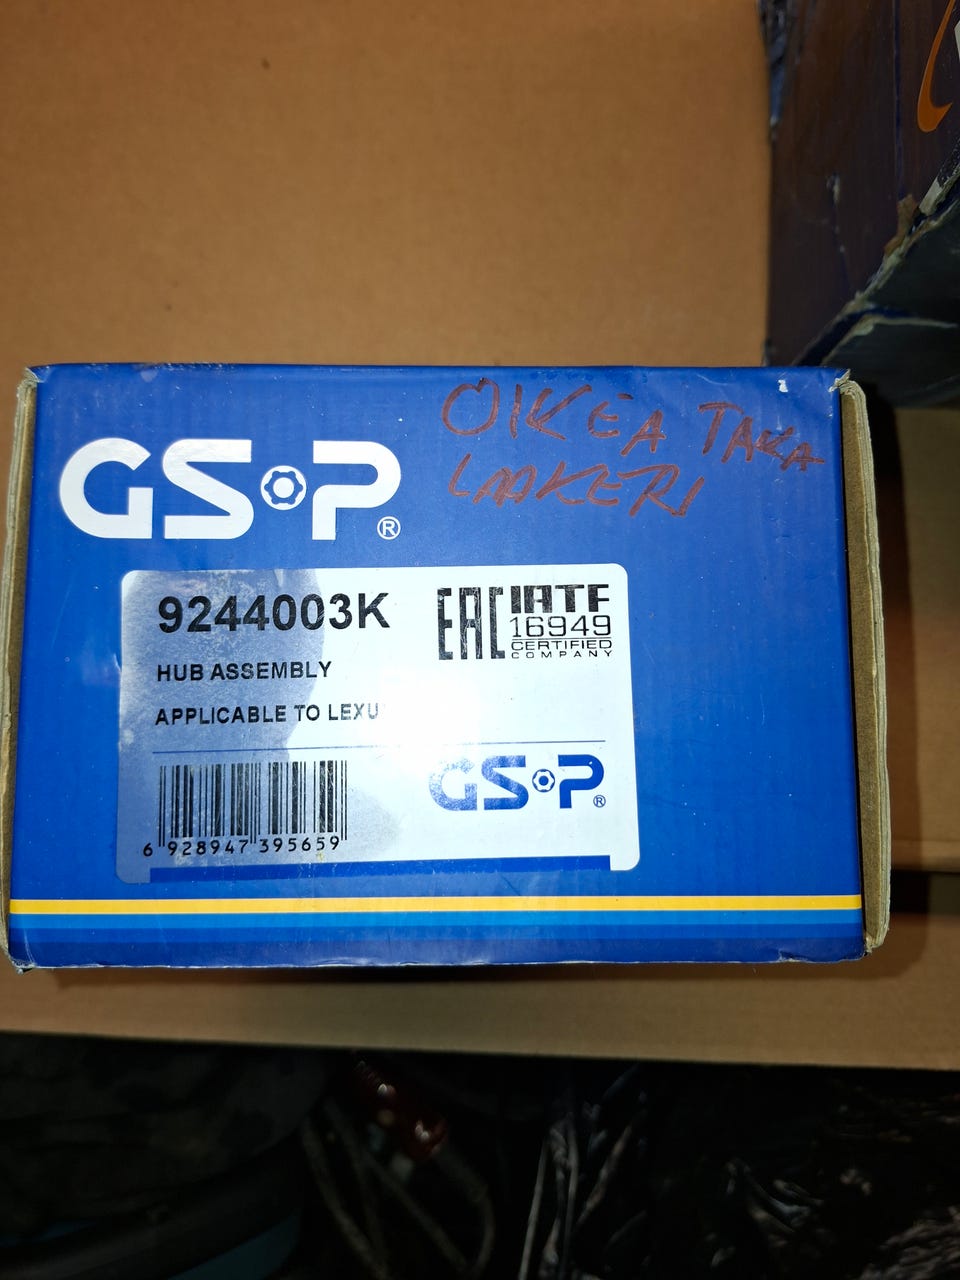 OIKEA TAKA
LAAKERI
GSP®
9244003K
HUB ASSEMBLY
APPLICABLE TO LEXU
EAC
IATF
16949
CERTIFIED
COMPANY
GSP®
6 928947 395659